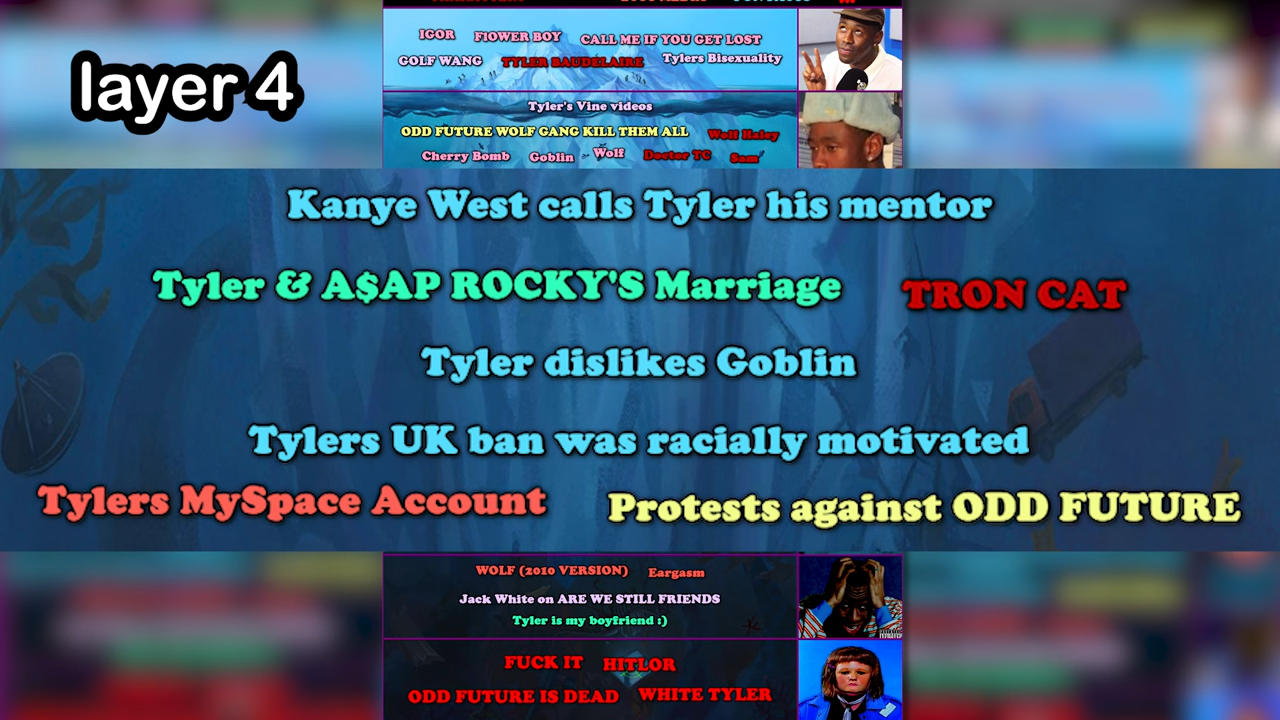 layer 4
IGOR F1OWER BOY CALL ME IF YOU GET LOST
GOLF WANG TYLER BAUDELAIRE Tylers Bisexuality
Tyler's Vine videos
ODD FUTURE WOLF GANG KILL THEM ALL Wolf Haley
Cherry Bomb Goblin Wolf Doctor TC Sam
Kanye West calls Tyler his mentor
Tyler & A$AP ROCKY'S Marriage TRON CAT
Tyler dislikes Goblin
Tylers UK ban was racially motivated
Tylers MySpace Account Protests against ODD FUTURE
WOLF (2010 VERSION) Eargasm
Jack White on ARE WE STILL FRIENDS
Tyler is my boyfriend :)
FUCK IT HITLOR
ODD FUTURE IS DEAD WHITE TYLER